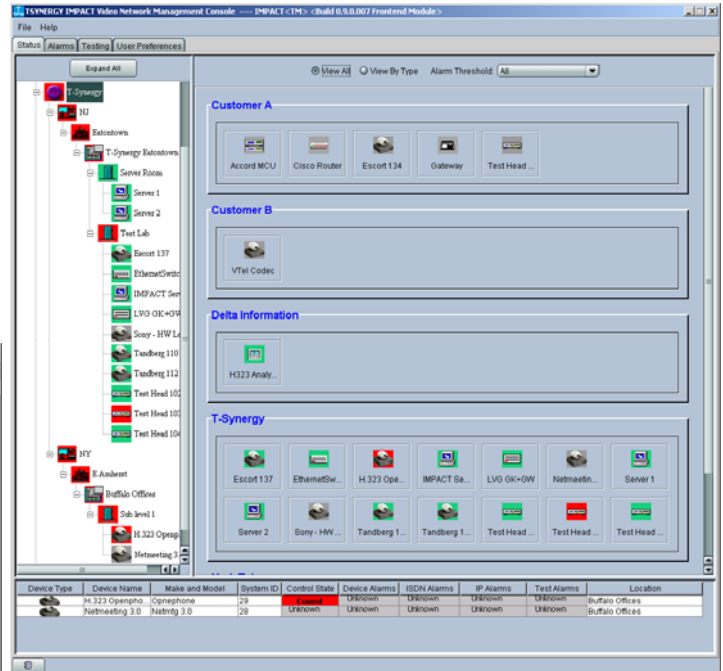 TSYNERGY IMPACT Video Network Management Console ---- IMPACT <TM> <Build 0.9.0.007 Frontend Module>
File Help
Status Alarms Testing User Preferences
Expand All
View All View By Type Alarm Threshold: All
T-Synergy
NJ
Eatontown
T-Synergy Eatontown
Server Room
Server 1
Server 2
Test Lab
Escort 137
EthernetSwitc
IMPACT Ser
LVG GK+GW
Sony - HW Le
Tandberg 110
Tandberg 112
Test Head 102
Test Head 103
Test Head 104
NY
E Amherst
Buffalo Offices
Sub level 1
H.323 Openp
Netmeeting 3.
Customer A
Accord MCU Cisco Router Escort 134 Gateway Test Head ...
Customer B
VTel Codec
Delta Information
H323 Analy...
T-Synergy
Escort 137 EthernetSw... H.323 Ope... IMPACT Se... LVG GK+GW Netmeetin... Server 1
Server 2 Sony - HW ... Tandberg 1... Tandberg 1... Test Head ... Test Head ... Test Head ...
Device Type Device Name Make and Model System ID Control State Device Alarms ISDN Alarms IP Alarms Test Alarms Location
H.323 Openpho... Opnephone 29 Control Unknown Unknown Unknown Unknown Buffalo Offices
Netmeeting 3.0 Netmtg 3.0 28 Unknown Unknown Unknown Unknown Unknown Buffalo Offices